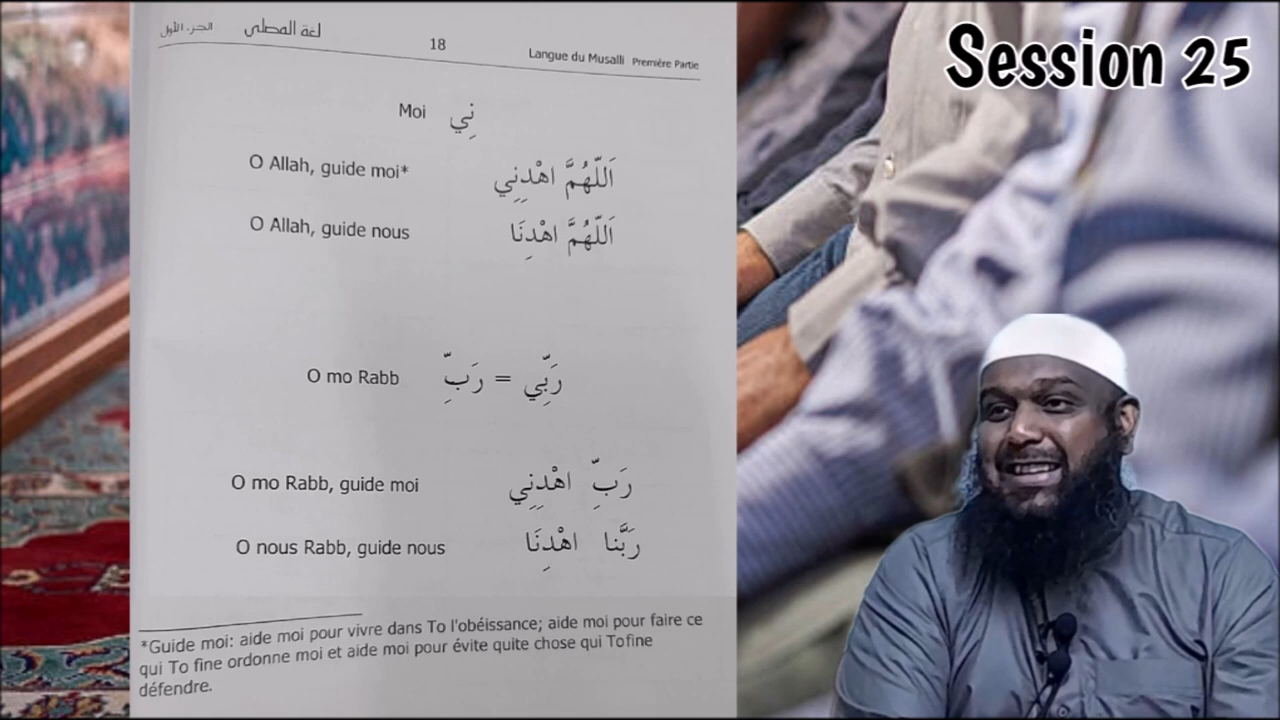 Session 25
الجزء الأول لغة المصلي 18 Langue du Musalli Première Partie
Moi نِي
O Allah, guide moi* اَللّٰهُمَّ اهْدِنِي
O Allah, guide nous اَللّٰهُمَّ اهْدِنَا
O mo Rabb رَبِّي = رَبِّ
O mo Rabb, guide moi رَبِّ اهْدِنِي
O nous Rabb, guide nous رَبَّنا اهْدِنَا
*Guide moi: aide moi pour vivre dans To l'obéissance; aide moi pour faire ce
qui To fine ordonne moi et aide moi pour évite quite chose qui To fine
défendre.